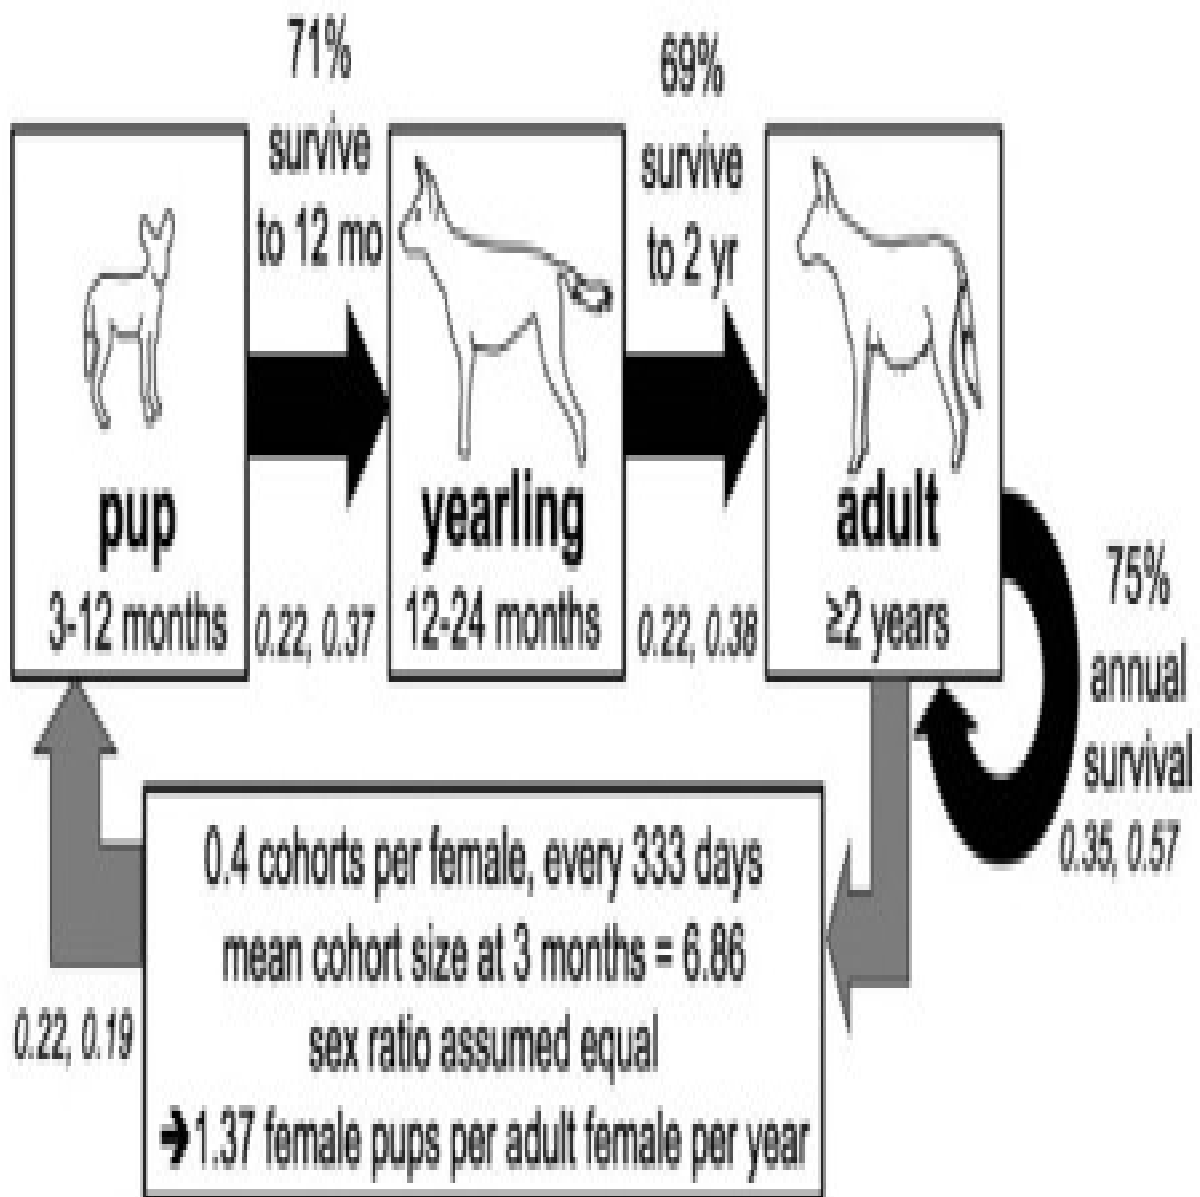 71%
survive
to 12 mo
69%
survive
to 2 yr
pup
3-12 months
0.22, 0.37
yearling
12-24 months
0.22, 0.38
adult
≥2 years
75%
annual
survival
0.35, 0.57
0.4 cohorts per female, every 333 days
mean cohort size at 3 months = 6.86
sex ratio assumed equal
➔1.37 female pups per adult female per year
0.22, 0.19